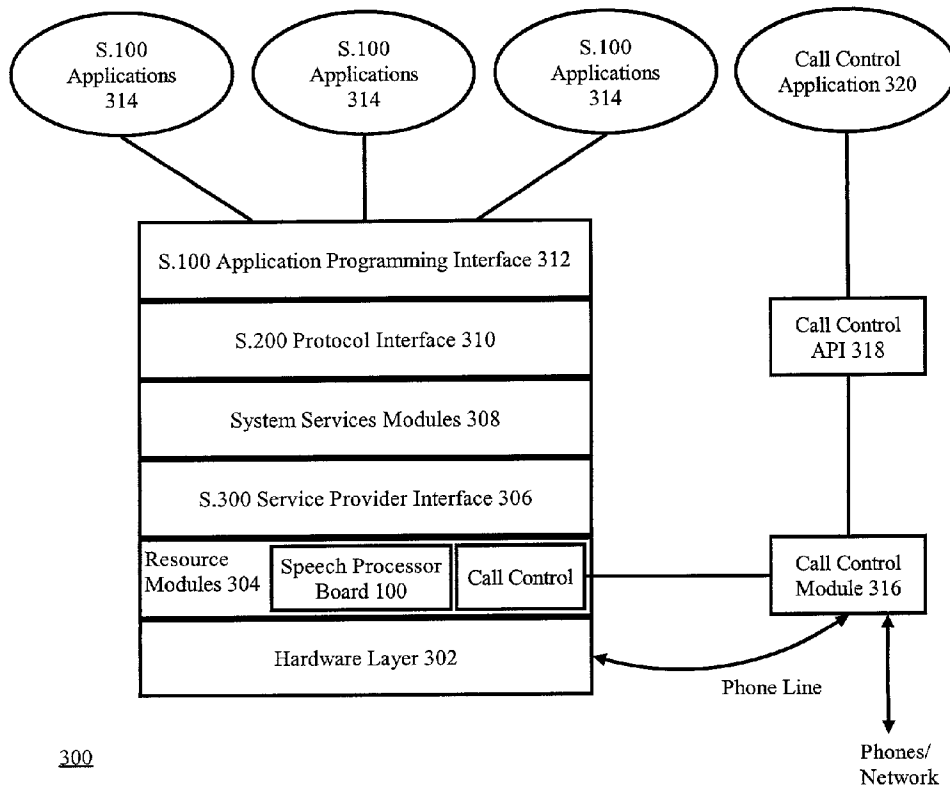 S.100
Applications
314
S.100
Applications
314
S.100
Applications
314
Call Control
Application 320
S.100 Application Programming Interface 312
S.200 Protocol Interface 310
Call Control
API 318
System Services Modules 308
S.300 Service Provider Interface 306
Resource
Modules 304
Speech Processor
Board 100
Call Control
Call Control
Module 316
Hardware Layer 302
Phone Line
300
Phones/
Network